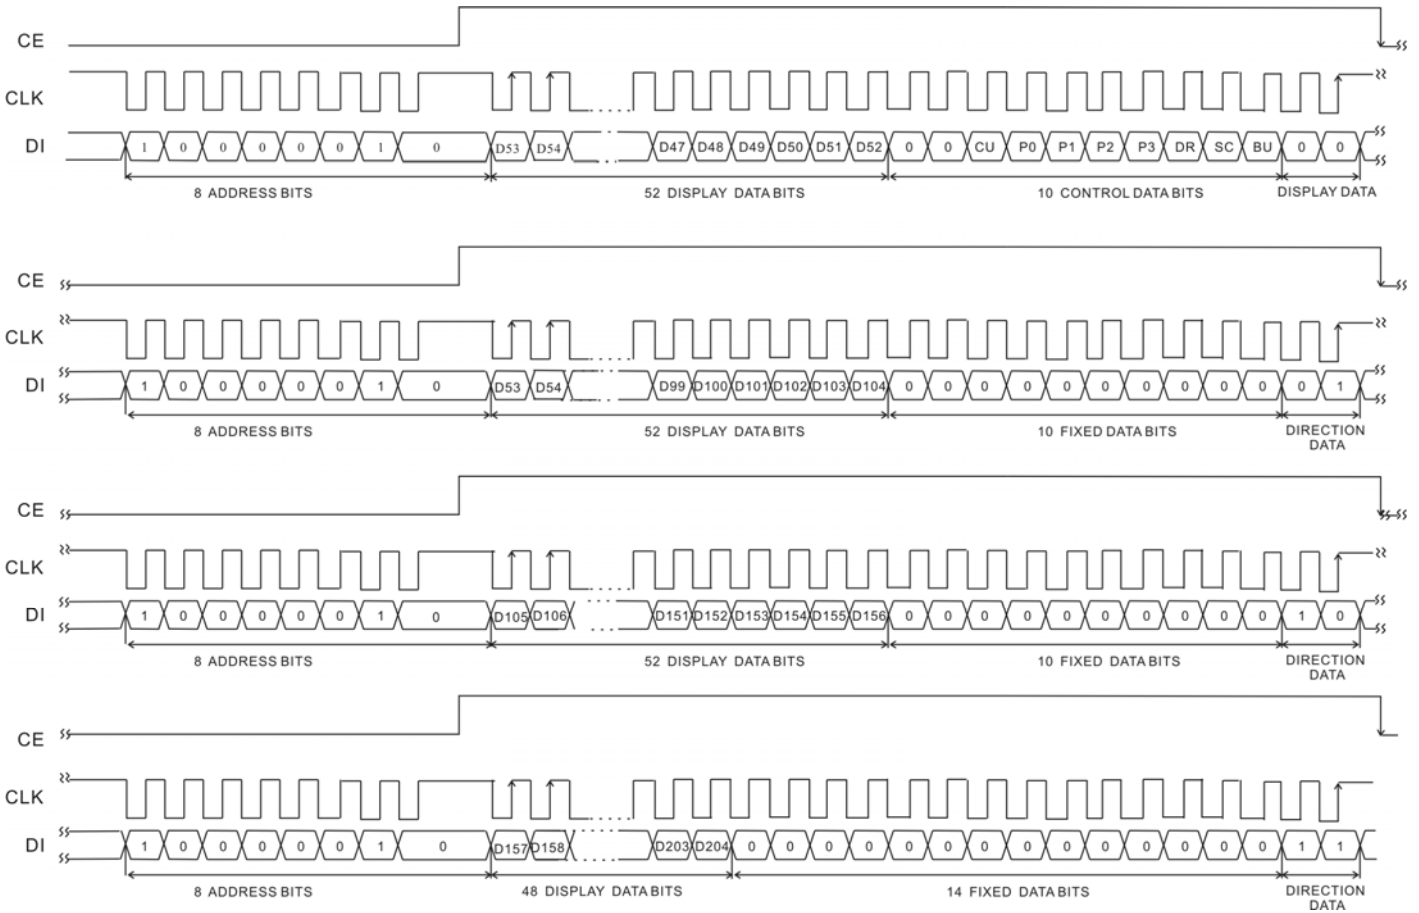 CE
CLK
DI 1 0 0 0 0 0 1 0 D53 D54 D47 D48 D49 D50 D51 D52 0 0 CU P0 P1 P2 P3 DR SC BU 0 0
8 ADDRESS BITS 52 DISPLAY DATA BITS 10 CONTROL DATA BITS DISPLAY DATA
CE
CLK
DI 1 0 0 0 0 0 1 0 D53 D54 D99 D100 D101 D102 D103 D104 0 0 0 0 0 0 0 0 0 0 0 1
8 ADDRESS BITS 52 DISPLAY DATA BITS 10 FIXED DATA BITS DIRECTION
DATA
CE
CLK
DI 1 0 0 0 0 0 1 0 D105 D106 D151 D152 D153 D154 D155 D156 0 0 0 0 0 0 0 0 0 0 1 0
8 ADDRESS BITS 52 DISPLAY DATA BITS 10 FIXED DATA BITS DIRECTION
DATA
CE
CLK
DI 1 0 0 0 0 0 1 0 D157 D158 D203 D204 0 0 0 0 0 0 0 0 0 0 0 0 0 0 1 1
8 ADDRESS BITS 48 DISPLAY DATA BITS 14 FIXED DATA BITS DIRECTION
DATA